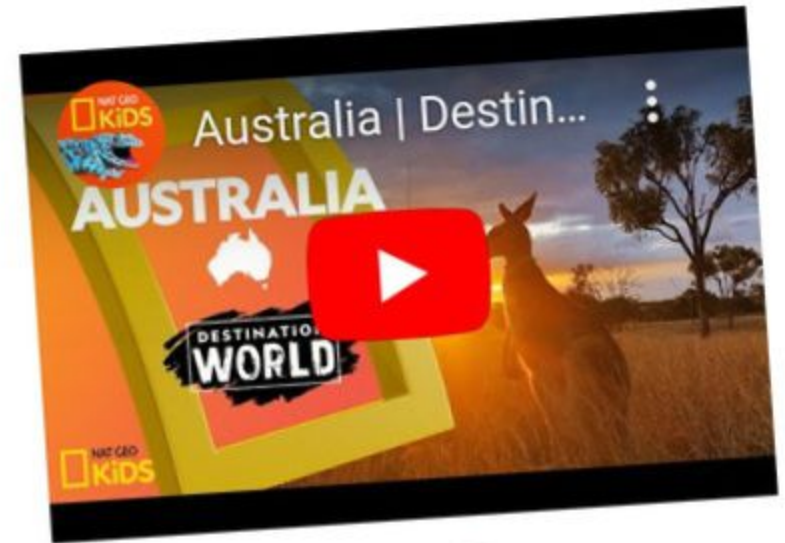 NAT GEO
KiDS
Australia | Destin...
AUSTRALIA
DESTINATION
WORLD
NAT GEO
KiDS